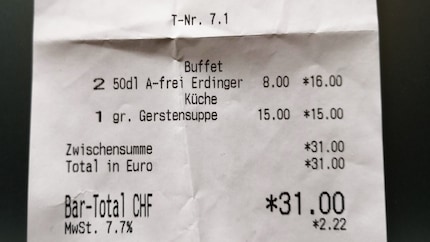 T-Nr. 7.1
Buffet
2 50dl A-frei Erdinger 8.00 *16.00
Küche
1 gr. Gerstensuppe 15.00 *15.00
Zwischensumme *31.00
Total in Euro *31.00
Bar-Total CHF *31.00
MwSt. 7.7% *2.22